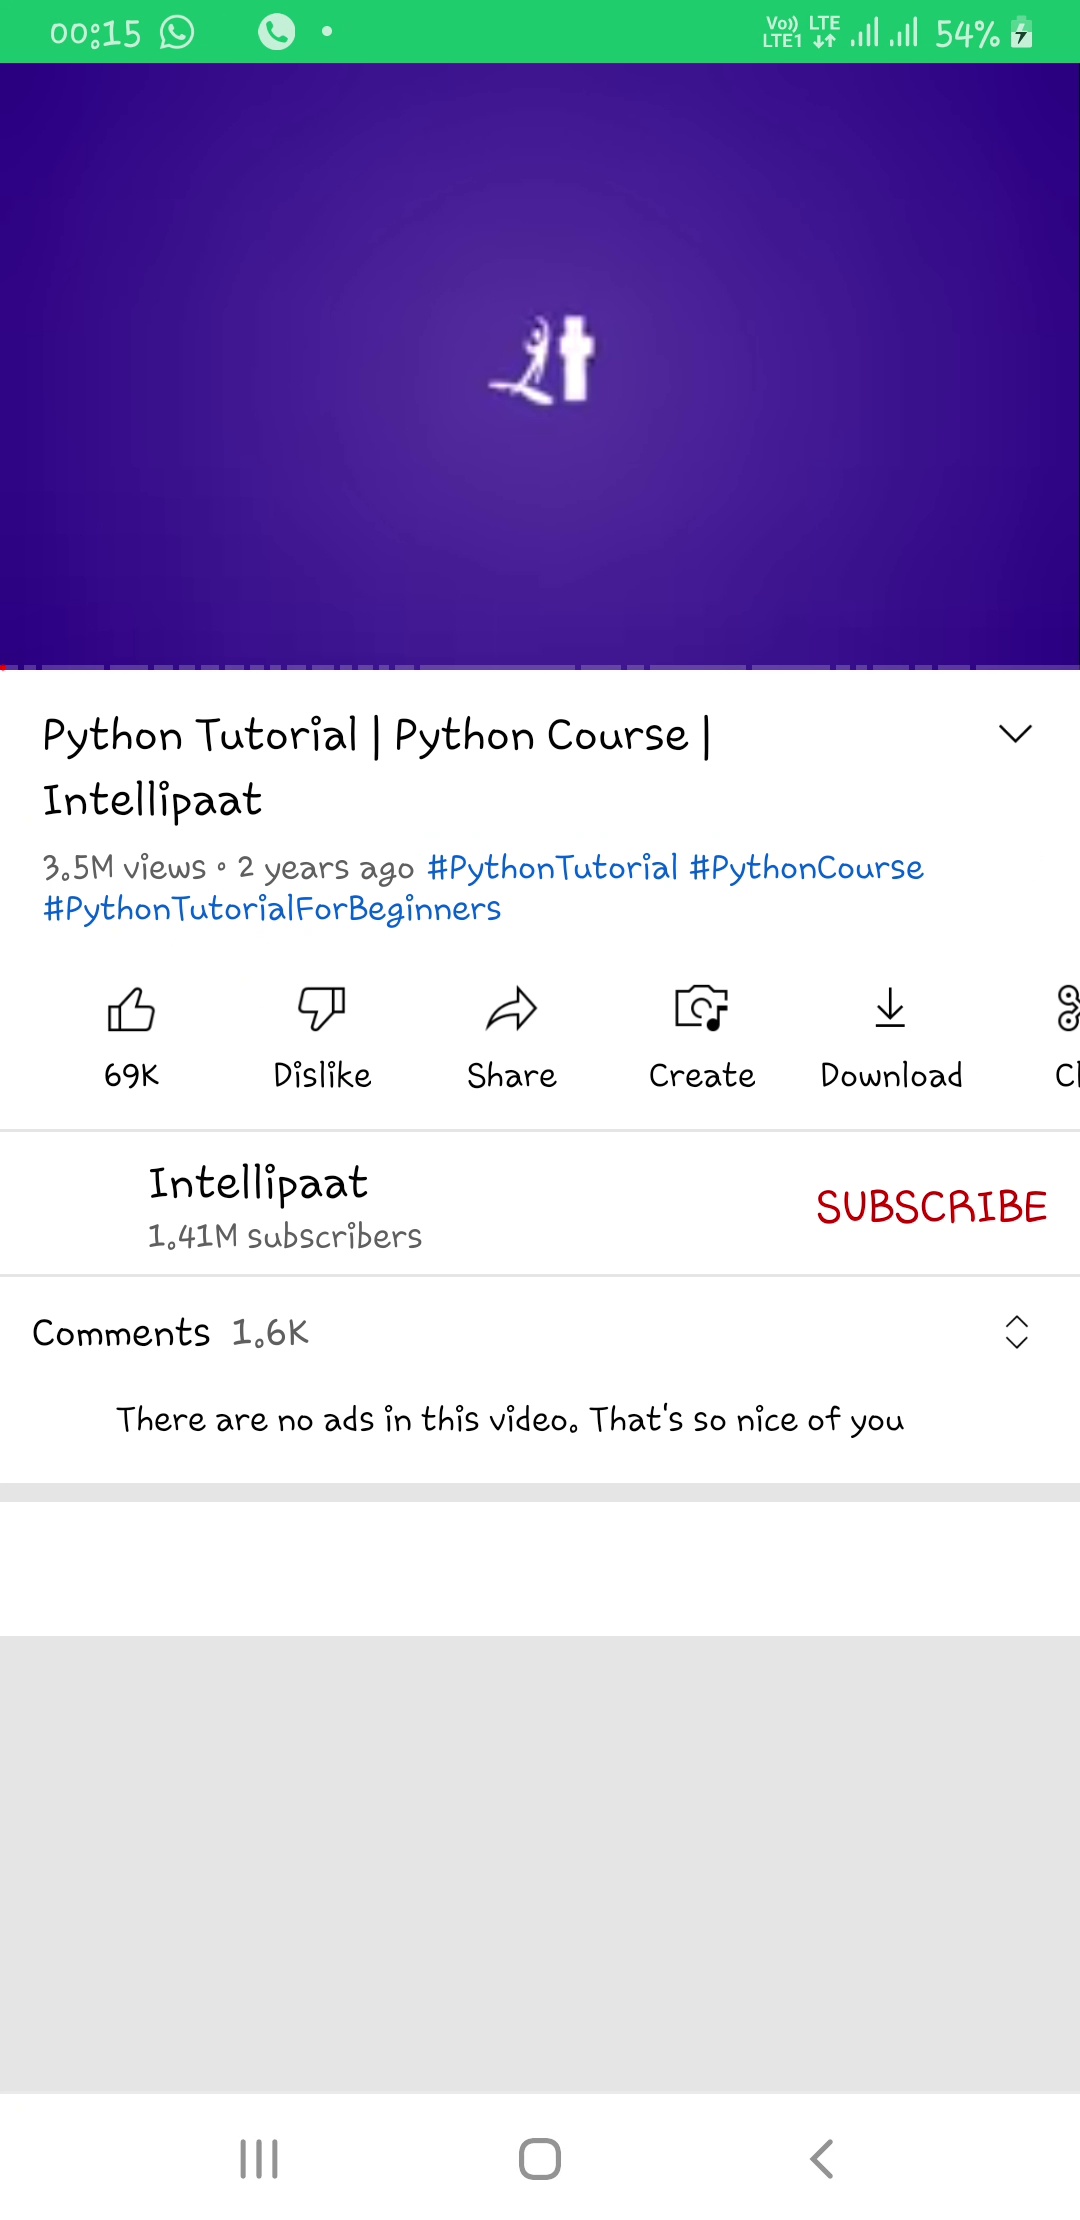 00:15
Vo)) LTE
LTE1
54%
Python Tutorial | Python Course |
Intellipaat
3.5M views • 2 years ago #PythonTutorial #PythonCourse
#PythonTutorialForBeginners
69K Dislike Share Create Download
Intellipaat
1.41M subscribers
SUBSCRIBE
Comments 1.6K
There are no ads in this video. That's so nice of you